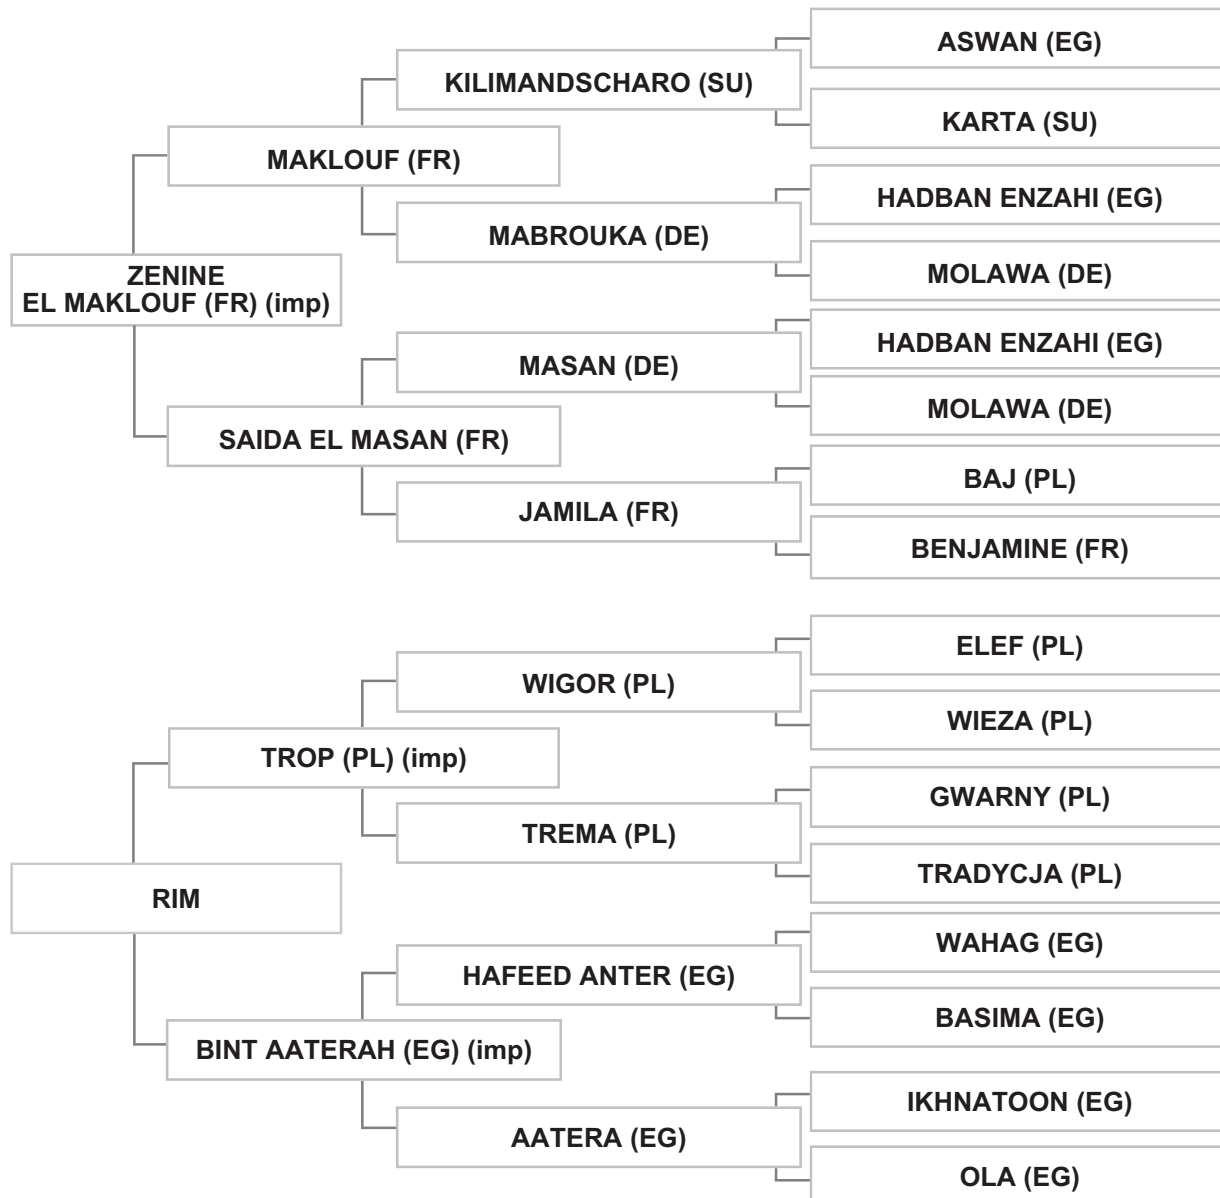 ASWAN (EG)
KILIMANDSCHARO (SU)
KARTA (SU)
MAKLOUF (FR)
HADBAN ENZAHI (EG)
MABROUKA (DE)
MOLAWA (DE)
ZENINE
EL MAKLOUF (FR) (imp)
HADBAN ENZAHI (EG)
MASAN (DE)
MOLAWA (DE)
SAIDA EL MASAN (FR)
BAJ (PL)
JAMILA (FR)
BENJAMINE (FR)
ELEF (PL)
WIGOR (PL)
WIEZA (PL)
TROP (PL) (imp)
GWARNY (PL)
TREMA (PL)
TRADYCJA (PL)
RIM
WAHAG (EG)
HAFEED ANTER (EG)
BASIMA (EG)
BINT AATERAH (EG) (imp)
IKHNATOON (EG)
AATERA (EG)
OLA (EG)